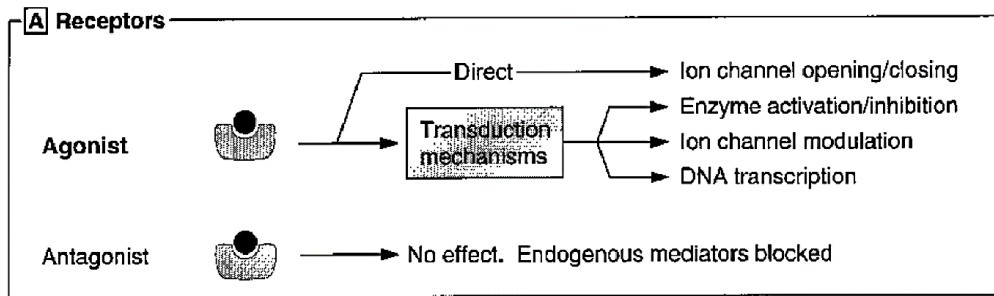 A Receptors
Direct
Ion channel opening/closing
Enzyme activation/inhibition
Agonist
Transduction
mechanisms
Ion channel modulation
DNA transcription
Antagonist
No effect. Endogenous mediators blocked